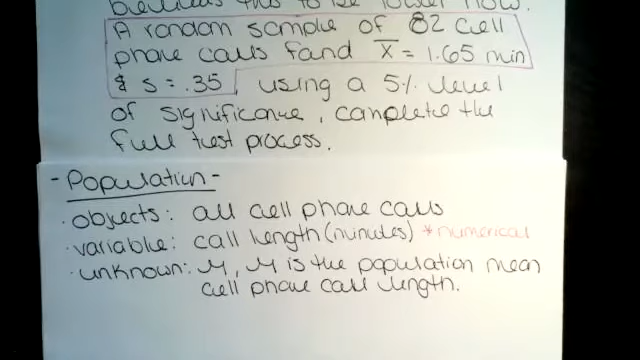 this to be lower now.
A random sample of 82 cell
phone calls found x̄ = 1.65 min
& s = .35, using a 5% level
of significance, complete the
full test process.
- Population -
· objects: all cell phone calls
· variable: call length (minutes) *numerical
· unknown: μ, μ is the population mean
cell phone call length.